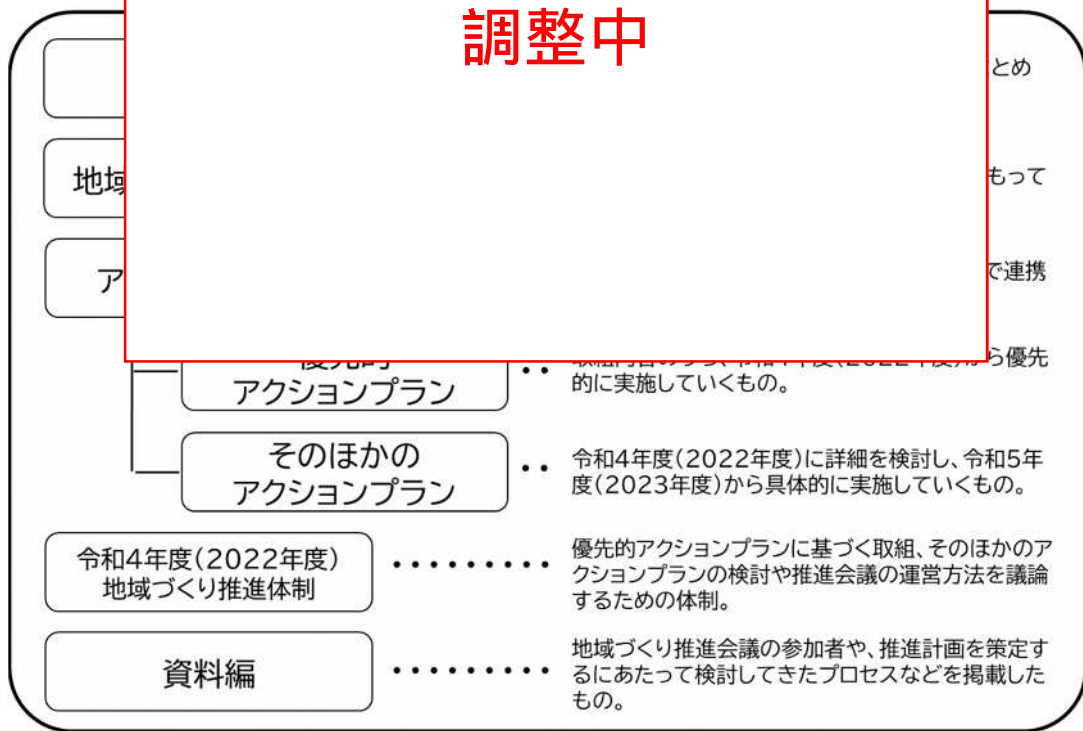 調整中
とめ
地域
もって
ア
で連携
優先的
アクションプラン
・・
ら優先
的に実施していくもの。
そのほかの
アクションプラン
・・
令和4年度(2022年度)に詳細を検討し、令和5年
度(2023年度)から具体的に実施していくもの。
令和4年度(2022年度)
地域づくり推進体制
・・・・・・・・・
優先的アクションプランに基づく取組、そのほかのア
クションプランの検討や推進会議の運営方法を議論
するための体制。
資料編
・・・・・・・・・
地域づくり推進会議の参加者や、推進計画を策定す
るにあたって検討してきたプロセスなどを掲載した
もの。